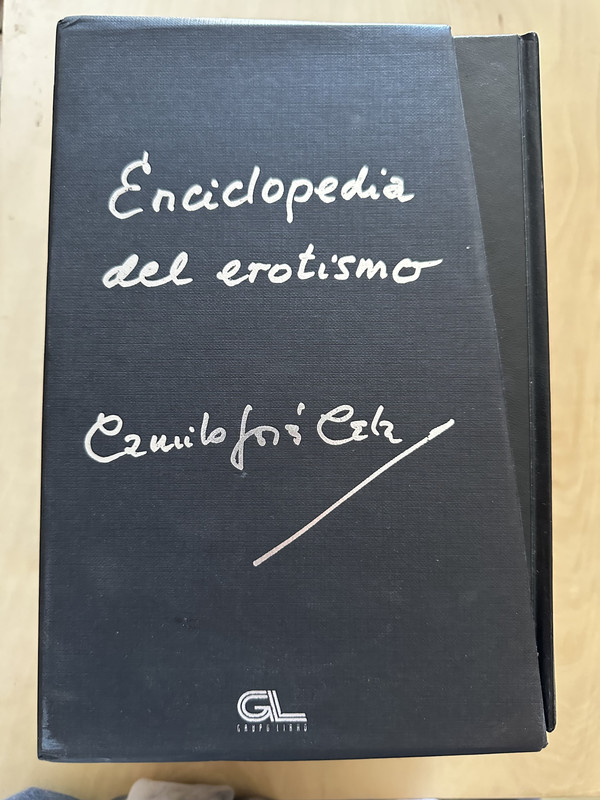 Enciclopedia
del erotismo
Camilo José Cela
GL
GRUPO LIBRO